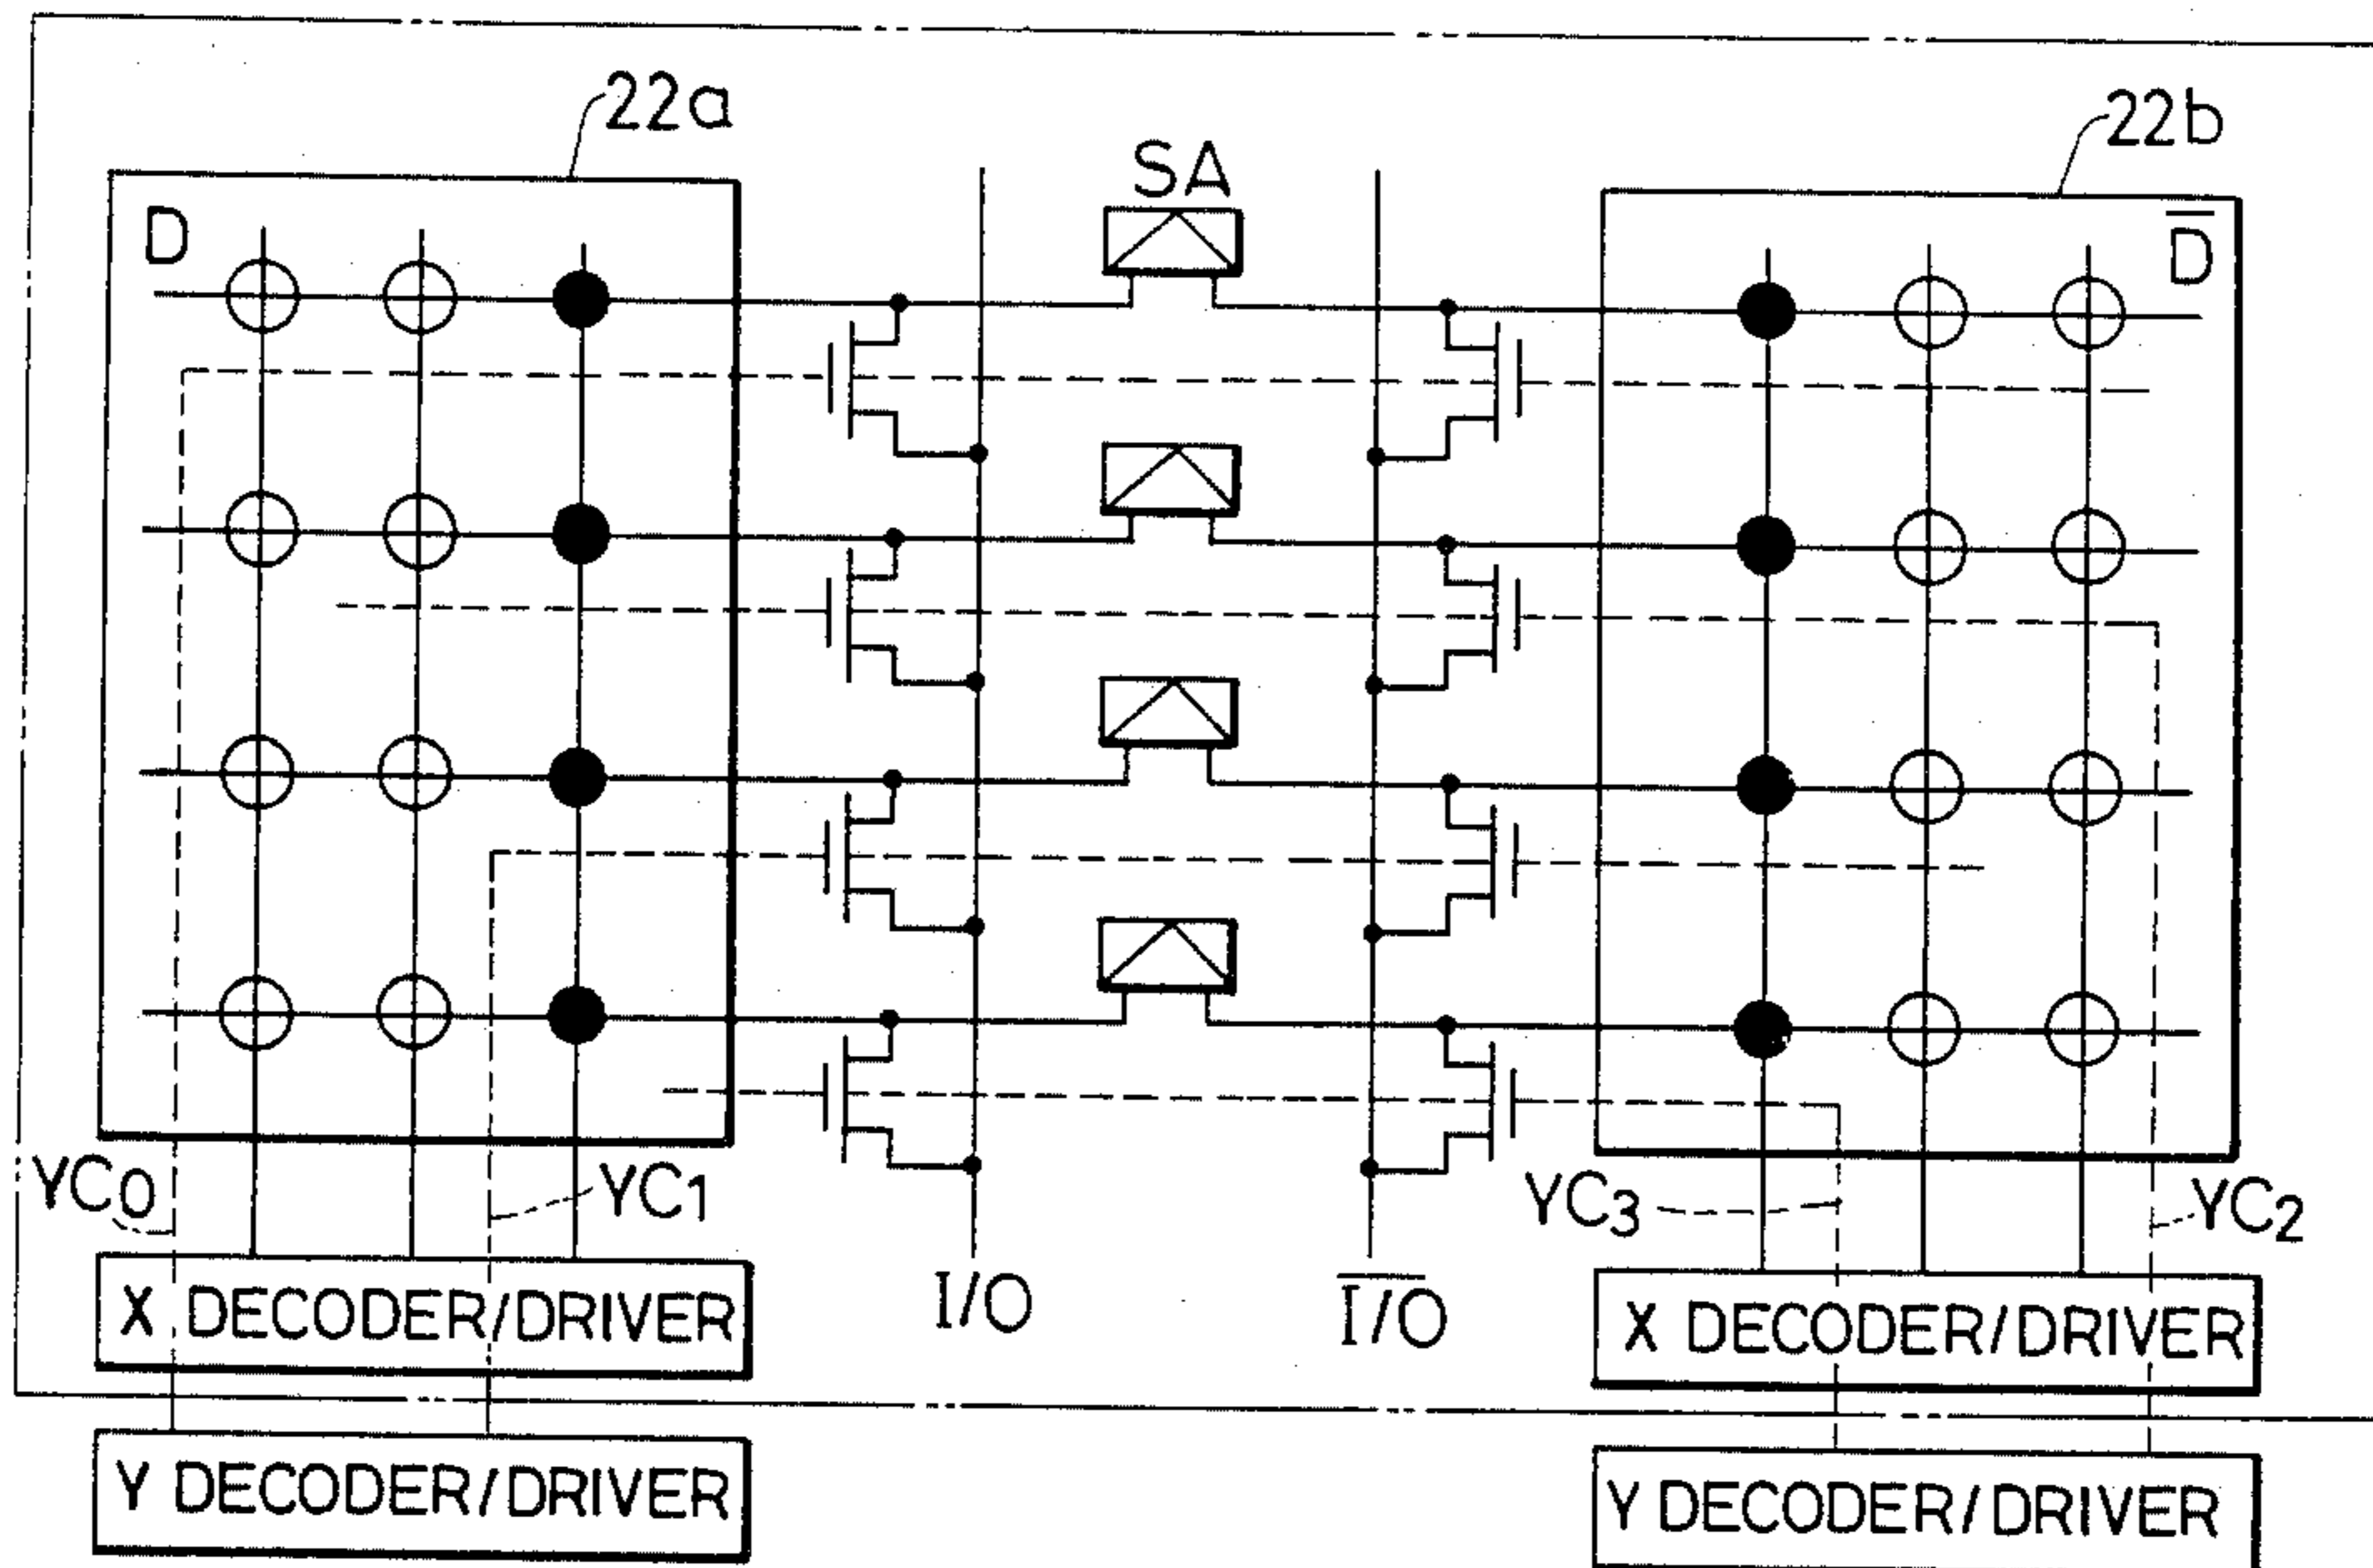 22a
22b
SA
D
D̅
YC0
YC1
YC3
YC2
I/O
I̅/̅O̅
X DECODER/DRIVER
X DECODER/DRIVER
Y DECODER/DRIVER
Y DECODER/DRIVER